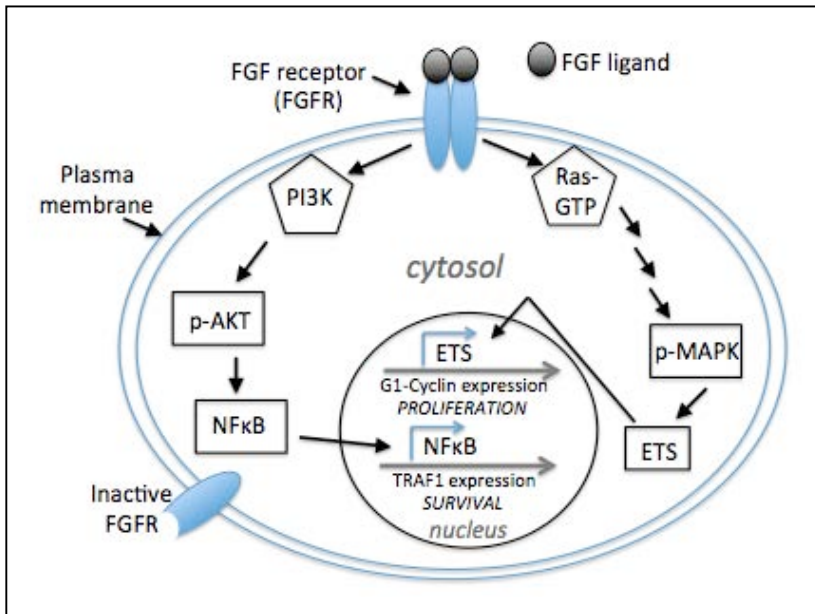 FGF receptor
(FGFR)
FGF ligand
Plasma
membrane
PI3K
Ras-
GTP
cytosol
p-AKT
p-MAPK
ETS
G1-Cyclin expression
PROLIFERATION
NFκB
NFκB
TRAF1 expression
SURVIVAL
nucleus
ETS
Inactive
FGFR